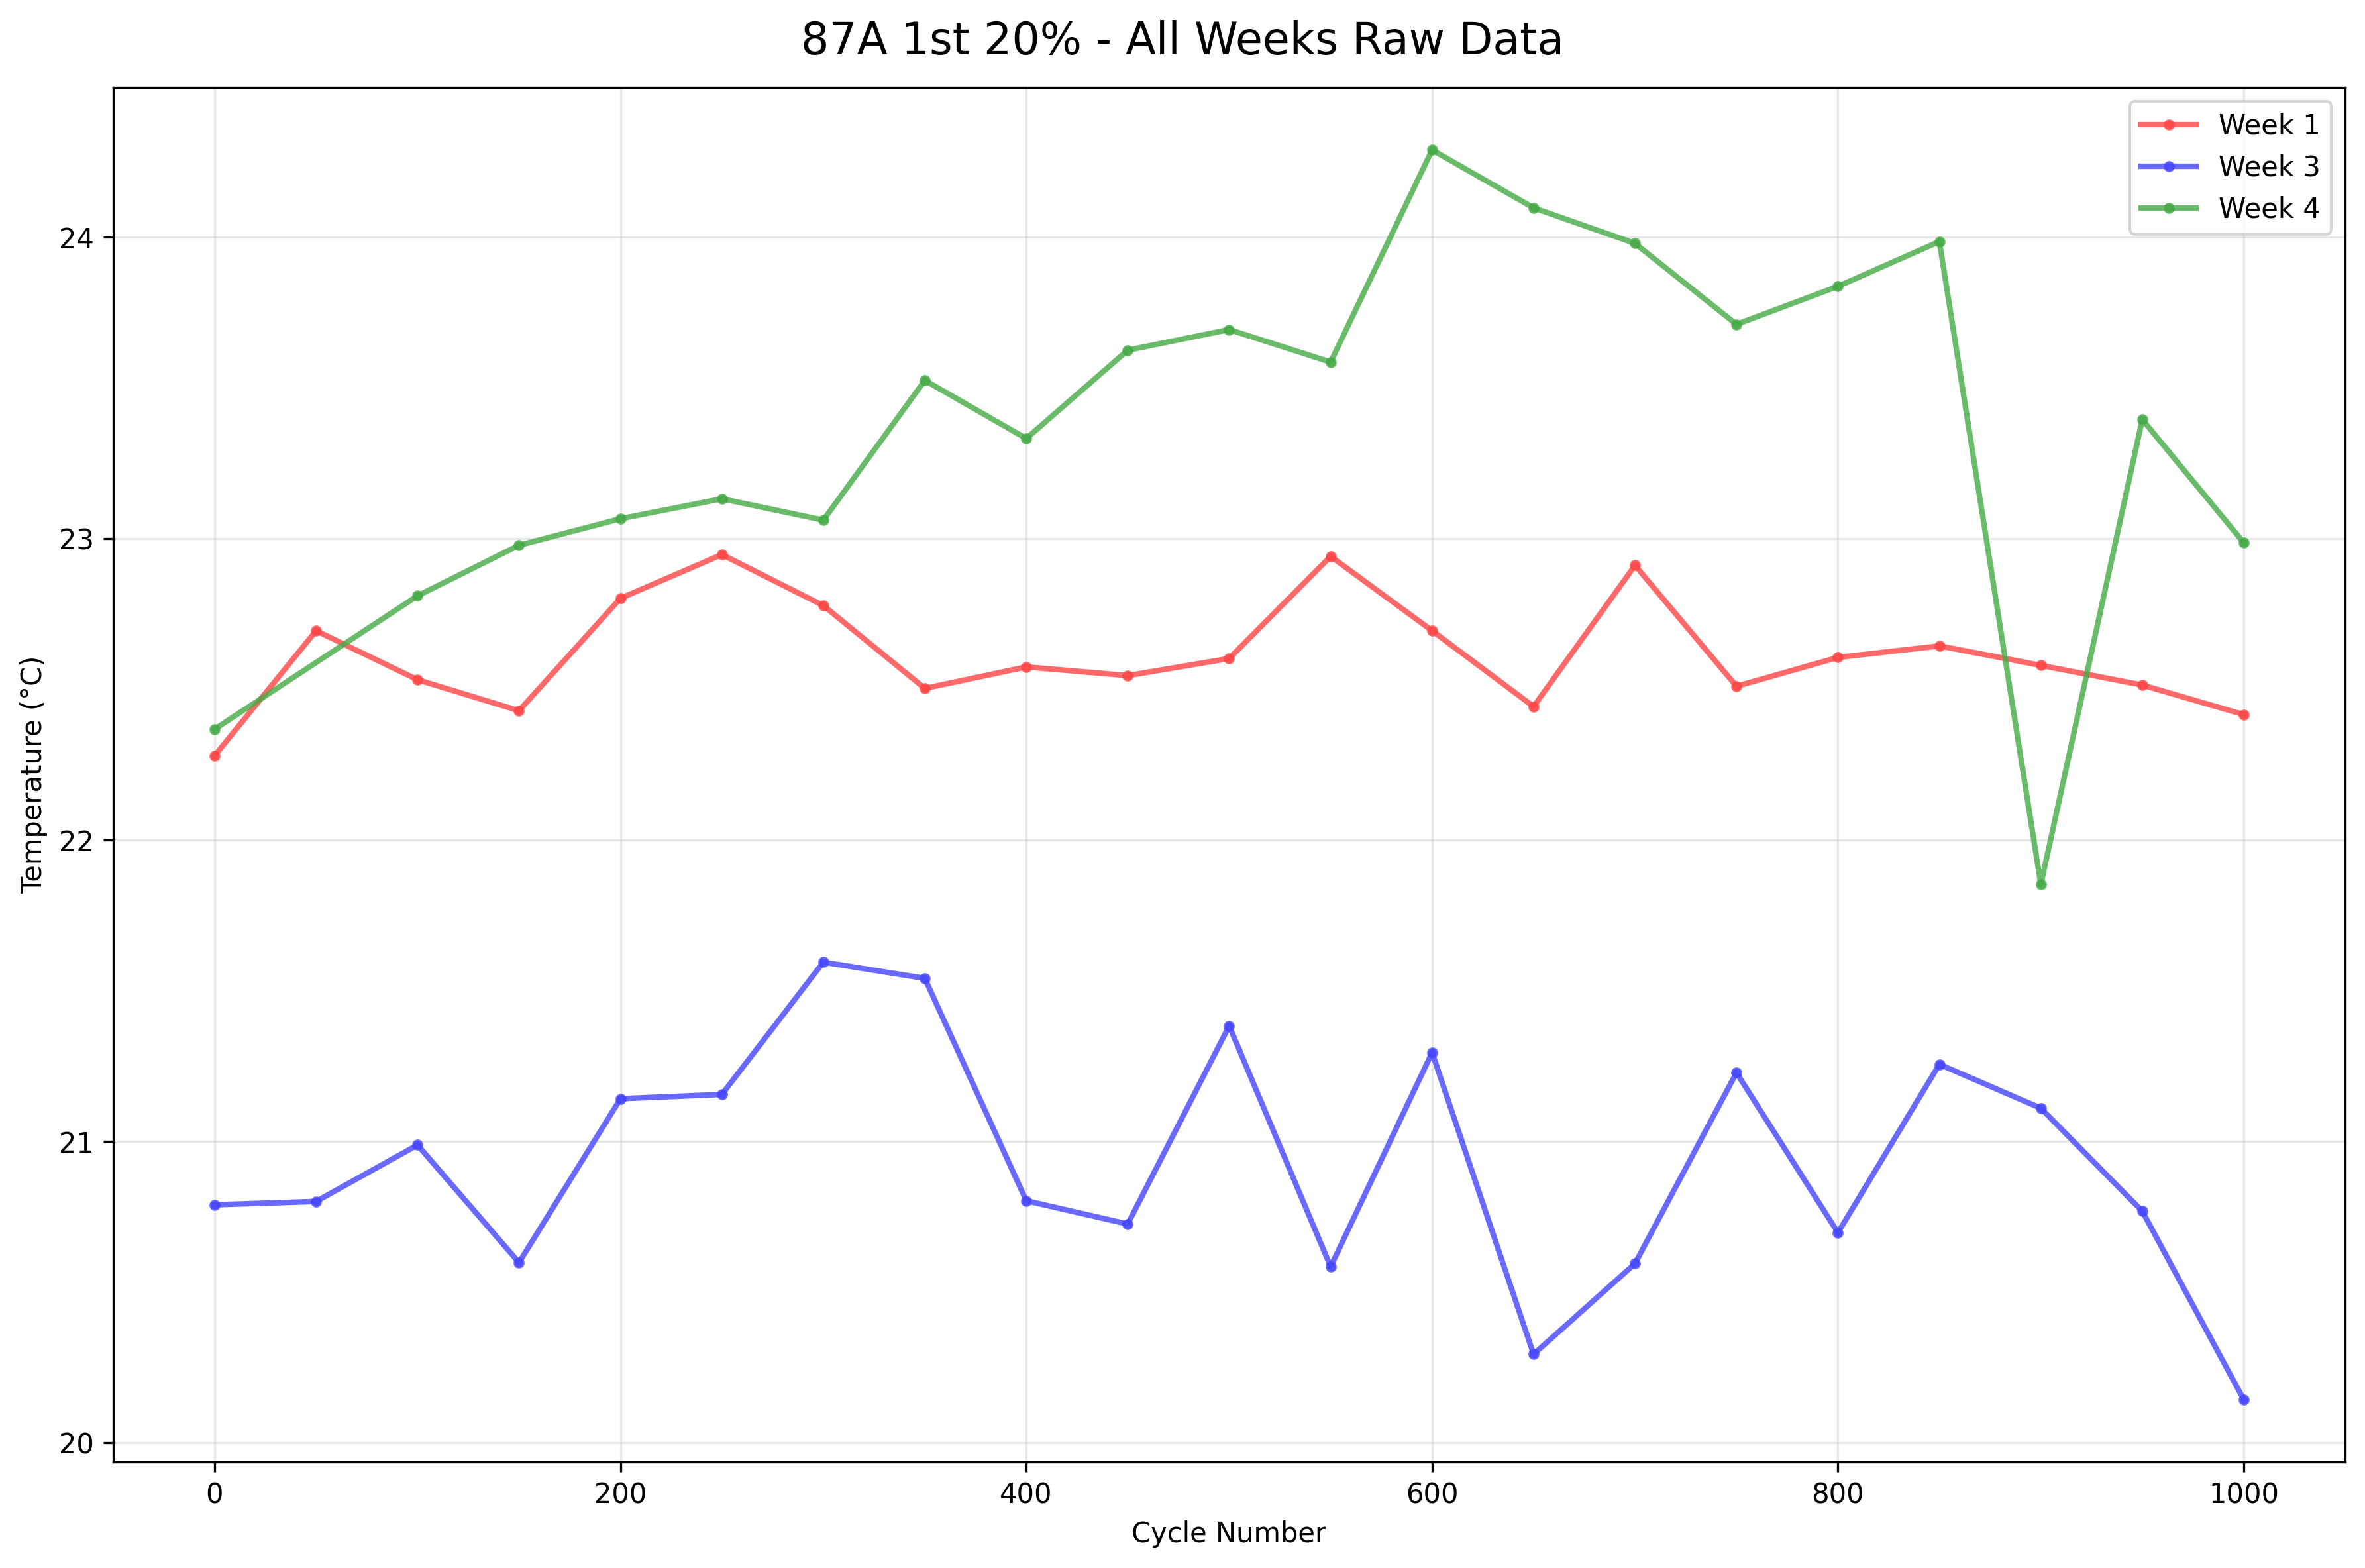 87A 1st 20% - All Weeks Raw Data
Week 1
Week 3
Week 4
24
23
22
21
20
Temperature (°C)
0
200
400
600
800
1000
Cycle Number